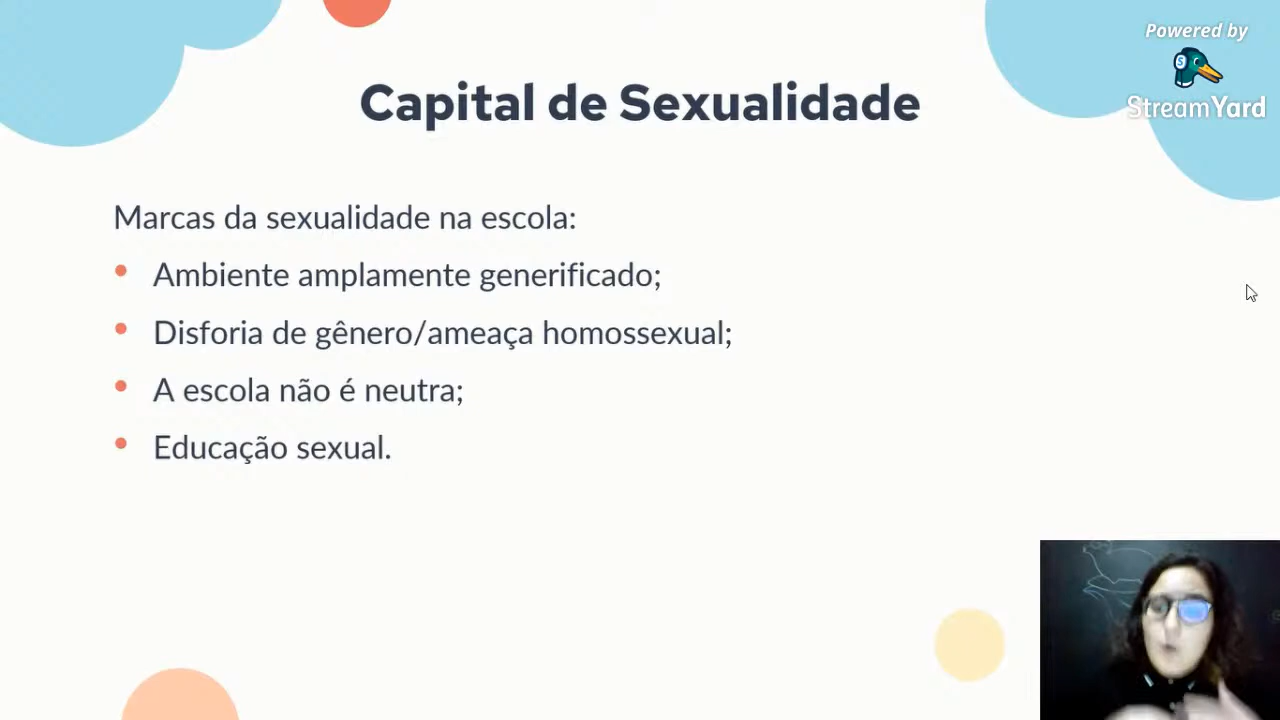 Powered by
StreamYard
Capital de Sexualidade
Marcas da sexualidade na escola:
• Ambiente amplamente generificado;
• Disforia de gênero/ameaça homossexual;
• A escola não é neutra;
• Educação sexual.